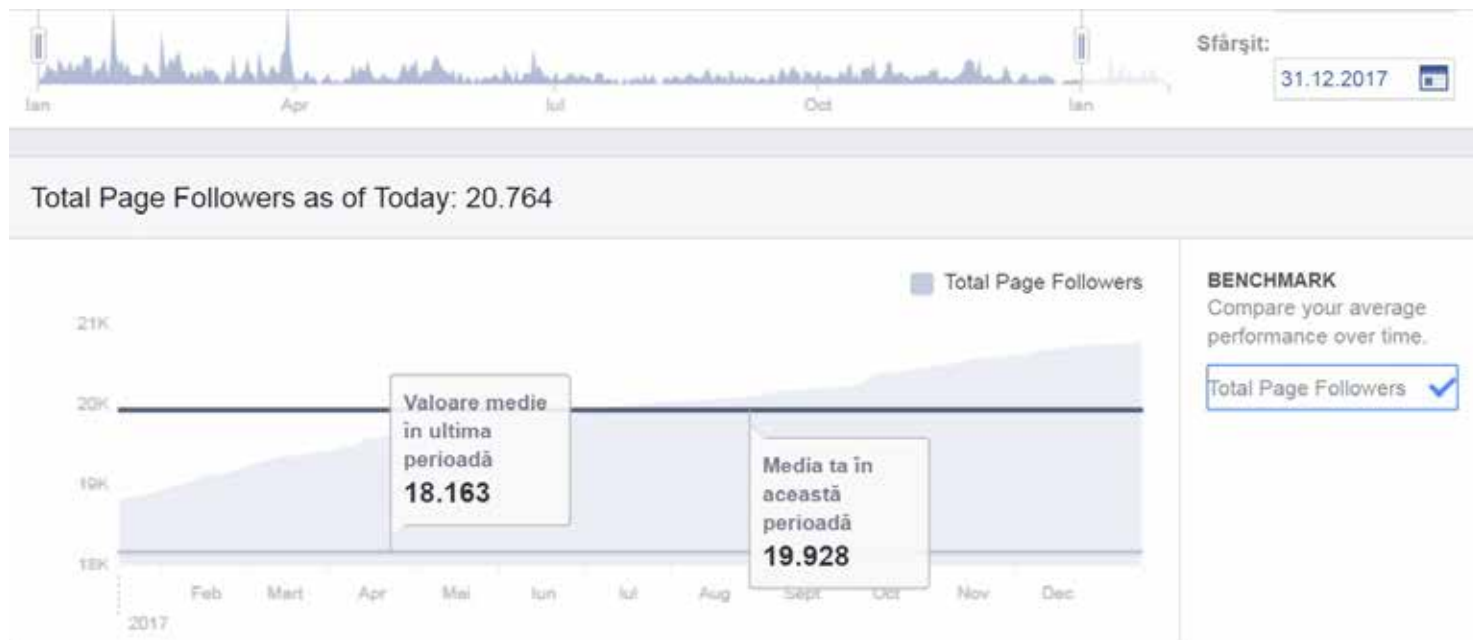 Sfârşit:
31.12.2017
Ian Apr Iul Oct Ian
Total Page Followers as of Today: 20.764
Total Page Followers
BENCHMARK
Compare your average
performance over time.
Total Page Followers
21K
20K
19K
18K
Valoare medie
în ultima
perioadă
18.163
Media ta în
această
perioadă
19.928
Feb Mart Apr Mai Iun Iul Aug Sept Oct Nov Dec
2017